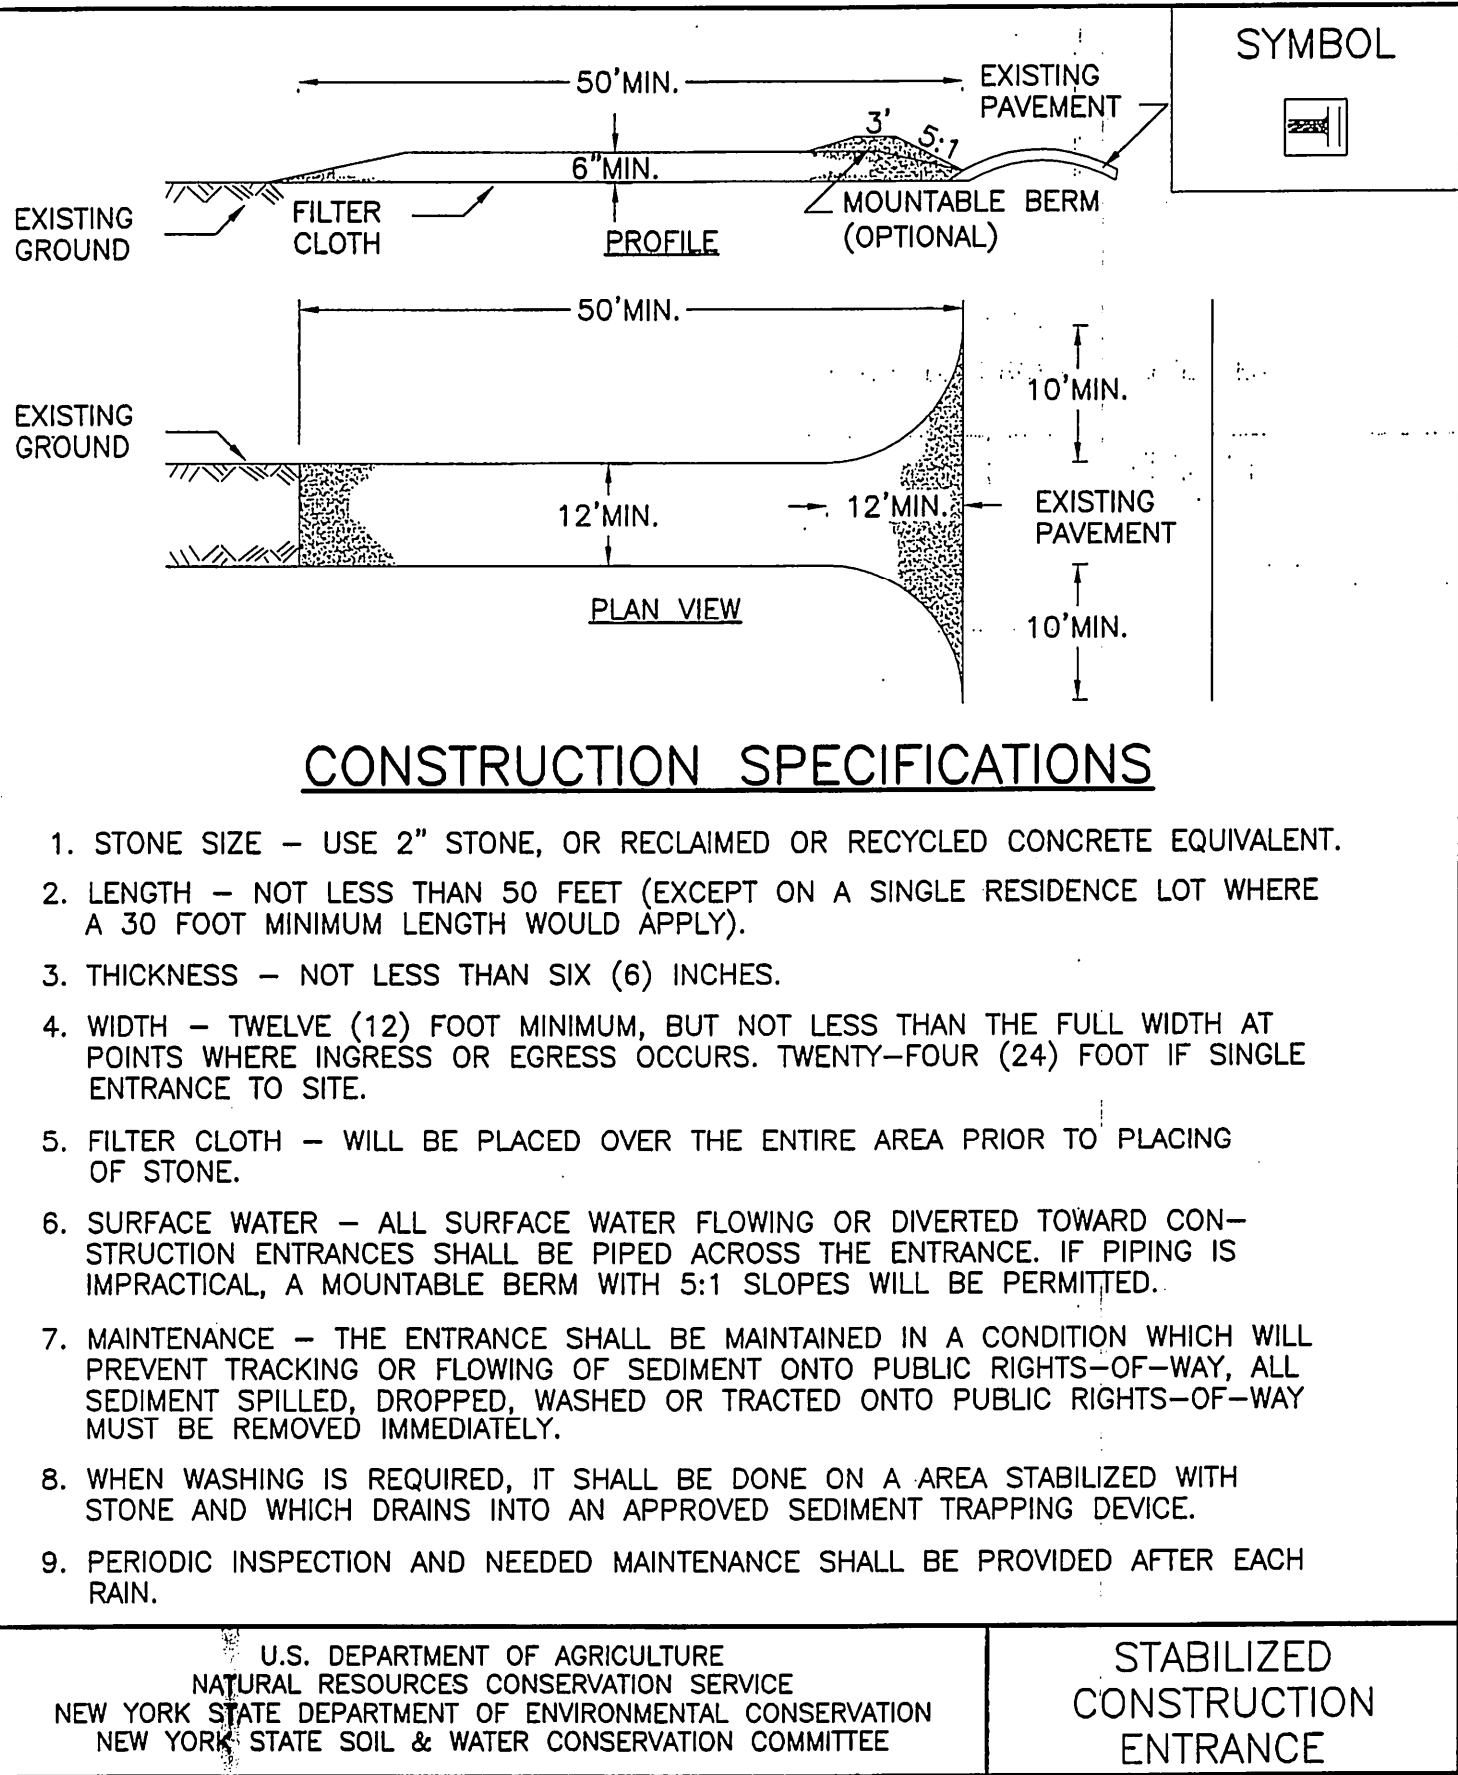 SYMBOL
50'MIN.
EXISTING
PAVEMENT
3'
5:1
6"MIN.
EXISTING
GROUND
FILTER
CLOTH
PROFILE
MOUNTABLE BERM
(OPTIONAL)
50'MIN.
10'MIN.
EXISTING
GROUND
12'MIN.
12'MIN.
EXISTING
PAVEMENT
PLAN VIEW
10'MIN.
CONSTRUCTION SPECIFICATIONS
1. STONE SIZE – USE 2" STONE, OR RECLAIMED OR RECYCLED CONCRETE EQUIVALENT.
2. LENGTH – NOT LESS THAN 50 FEET (EXCEPT ON A SINGLE RESIDENCE LOT WHERE
A 30 FOOT MINIMUM LENGTH WOULD APPLY).
3. THICKNESS – NOT LESS THAN SIX (6) INCHES.
4. WIDTH – TWELVE (12) FOOT MINIMUM, BUT NOT LESS THAN THE FULL WIDTH AT
POINTS WHERE INGRESS OR EGRESS OCCURS. TWENTY–FOUR (24) FOOT IF SINGLE
ENTRANCE TO SITE.
5. FILTER CLOTH – WILL BE PLACED OVER THE ENTIRE AREA PRIOR TO PLACING
OF STONE.
6. SURFACE WATER – ALL SURFACE WATER FLOWING OR DIVERTED TOWARD CON–
STRUCTION ENTRANCES SHALL BE PIPED ACROSS THE ENTRANCE. IF PIPING IS
IMPRACTICAL, A MOUNTABLE BERM WITH 5:1 SLOPES WILL BE PERMITTED.
7. MAINTENANCE – THE ENTRANCE SHALL BE MAINTAINED IN A CONDITION WHICH WILL
PREVENT TRACKING OR FLOWING OF SEDIMENT ONTO PUBLIC RIGHTS–OF–WAY, ALL
SEDIMENT SPILLED, DROPPED, WASHED OR TRACTED ONTO PUBLIC RIGHTS–OF–WAY
MUST BE REMOVED IMMEDIATELY.
8. WHEN WASHING IS REQUIRED, IT SHALL BE DONE ON A AREA STABILIZED WITH
STONE AND WHICH DRAINS INTO AN APPROVED SEDIMENT TRAPPING DEVICE.
9. PERIODIC INSPECTION AND NEEDED MAINTENANCE SHALL BE PROVIDED AFTER EACH
RAIN.
U.S. DEPARTMENT OF AGRICULTURE
NATURAL RESOURCES CONSERVATION SERVICE
NEW YORK STATE DEPARTMENT OF ENVIRONMENTAL CONSERVATION
NEW YORK STATE SOIL & WATER CONSERVATION COMMITTEE
STABILIZED
CONSTRUCTION
ENTRANCE